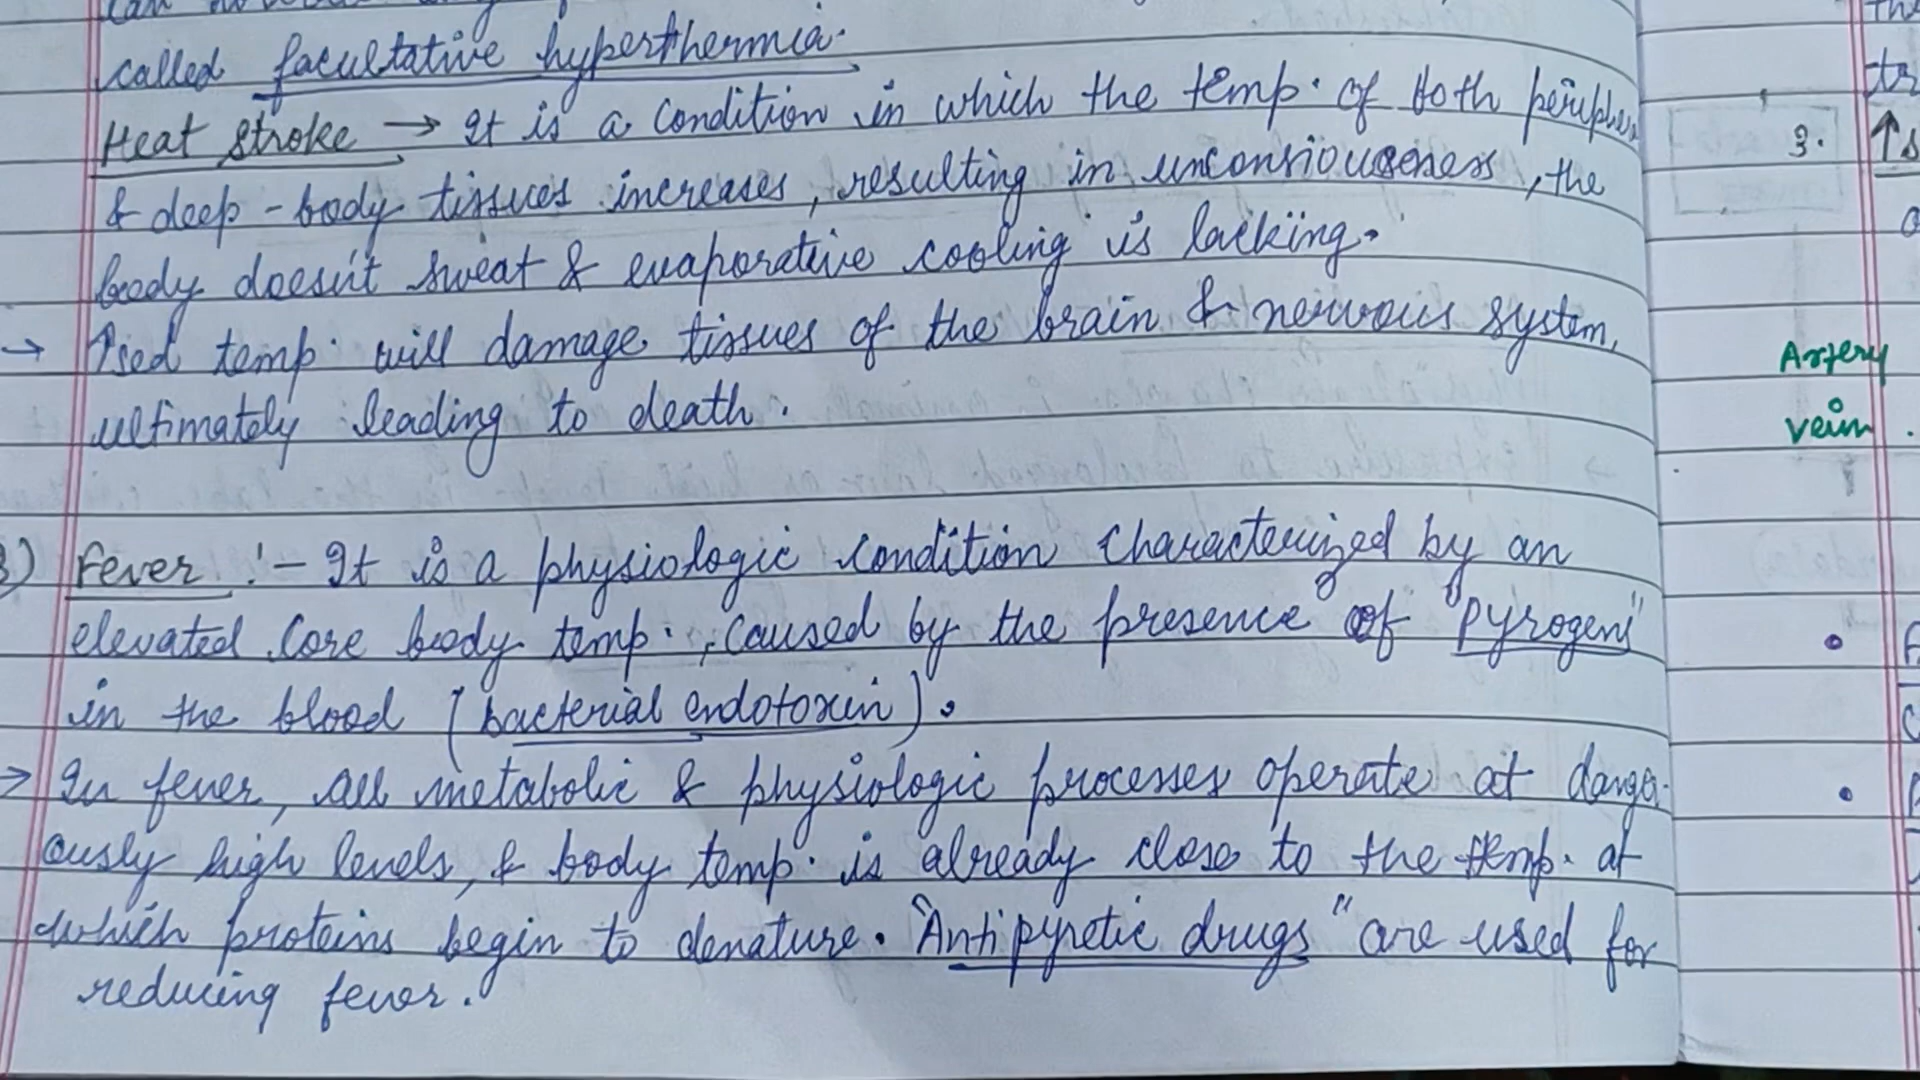 called facultative hyperthermia.
Heat stroke → It is a condition in which the temp. of both
& deep-body tissues increases, resulting in unconsiousness, the
body doesn't sweat & evaporative cooling is lacking.
→ ↑sed temp. will damage tissues of the brain & nervous system,
ultimately leading to death.
3) Fever :- It is a physiologic condition characterized by an
elevated core body temp., caused by the presence of "Pyrogens"
in the blood (bacterial endotoxin).
→ In fever, all metabolic & physiologic processes operate at danger-
ously high levels, & body temp. is already close to the temp. at
which proteins begin to denature. "Antipyretic drugs" are used for
reducing fever.
3.
Artery
vein.